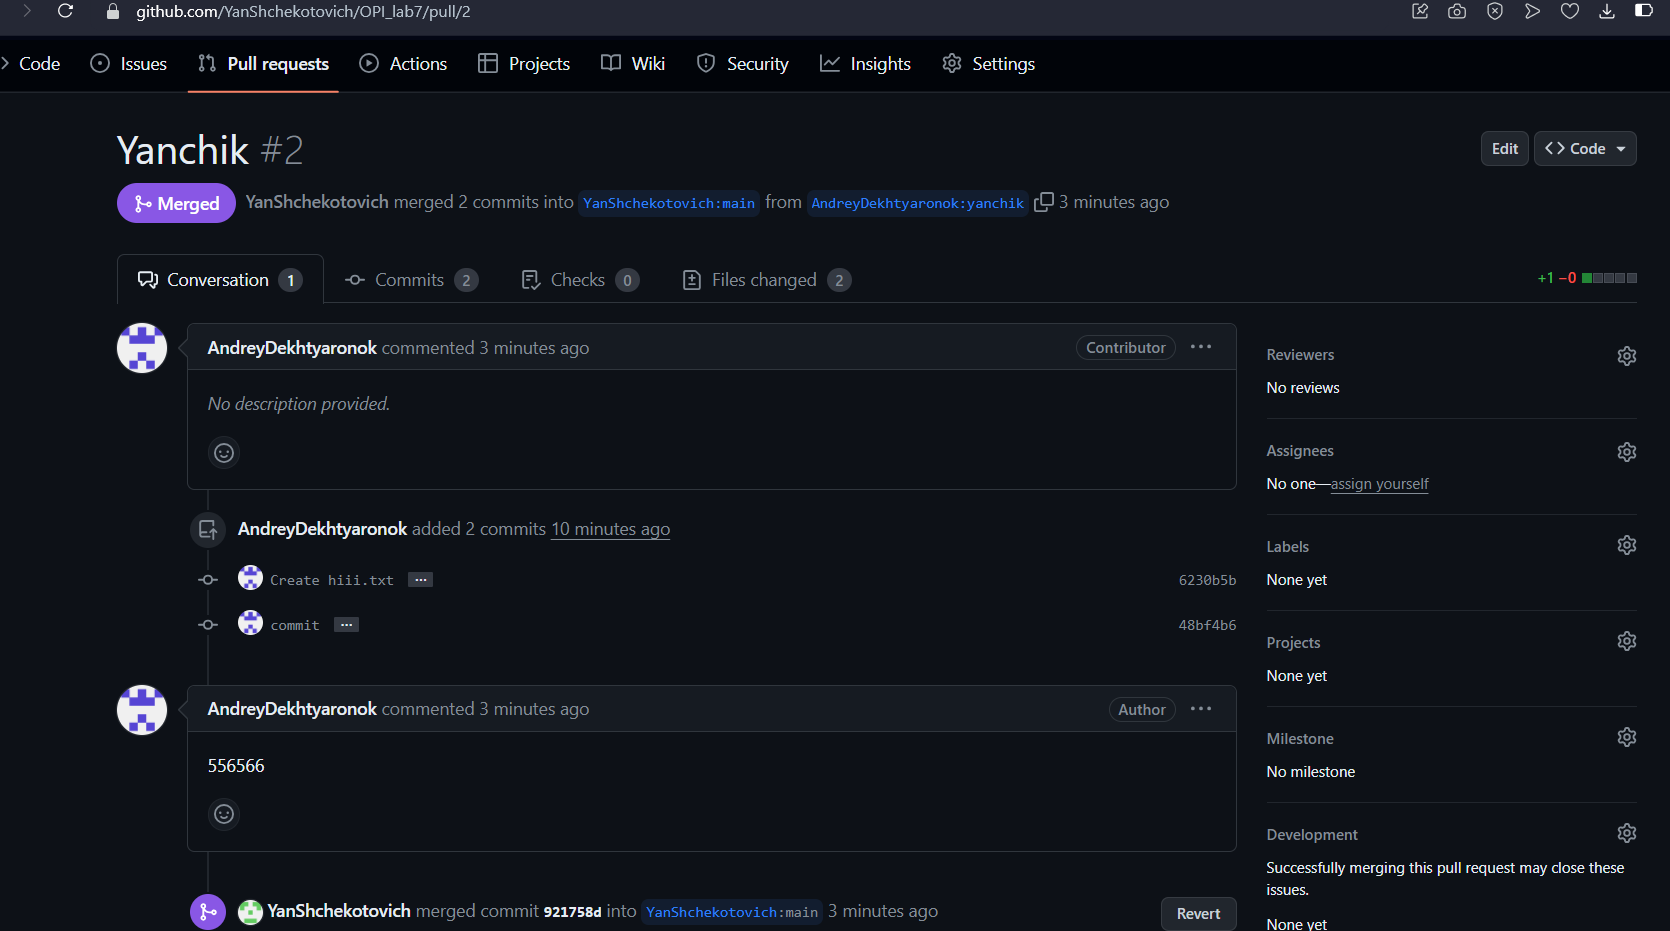 github.com/YanShchekotovich/OPI_lab7/pull/2
Code Issues Pull requests Actions Projects Wiki Security Insights Settings
Yanchik #2
Edit Code
Merged YanShchekotovich merged 2 commits into YanShchekotovich:main from AndreyDekhtyaronok:yanchik 3 minutes ago
Conversation 1 Commits 2 Checks 0 Files changed 2 +1 −0
AndreyDekhtyaronok commented 3 minutes ago Contributor ···
No description provided.
AndreyDekhtyaronok added 2 commits 10 minutes ago
Create hiii.txt ... 6230b5b
commit ... 48bf4b6
AndreyDekhtyaronok commented 3 minutes ago Author ···
556566
YanShchekotovich merged commit 921758d into YanShchekotovich:main 3 minutes ago Revert
Reviewers
No reviews
Assignees
No one—assign yourself
Labels
None yet
Projects
None yet
Milestone
No milestone
Development
Successfully merging this pull request may close these
issues.
None yet